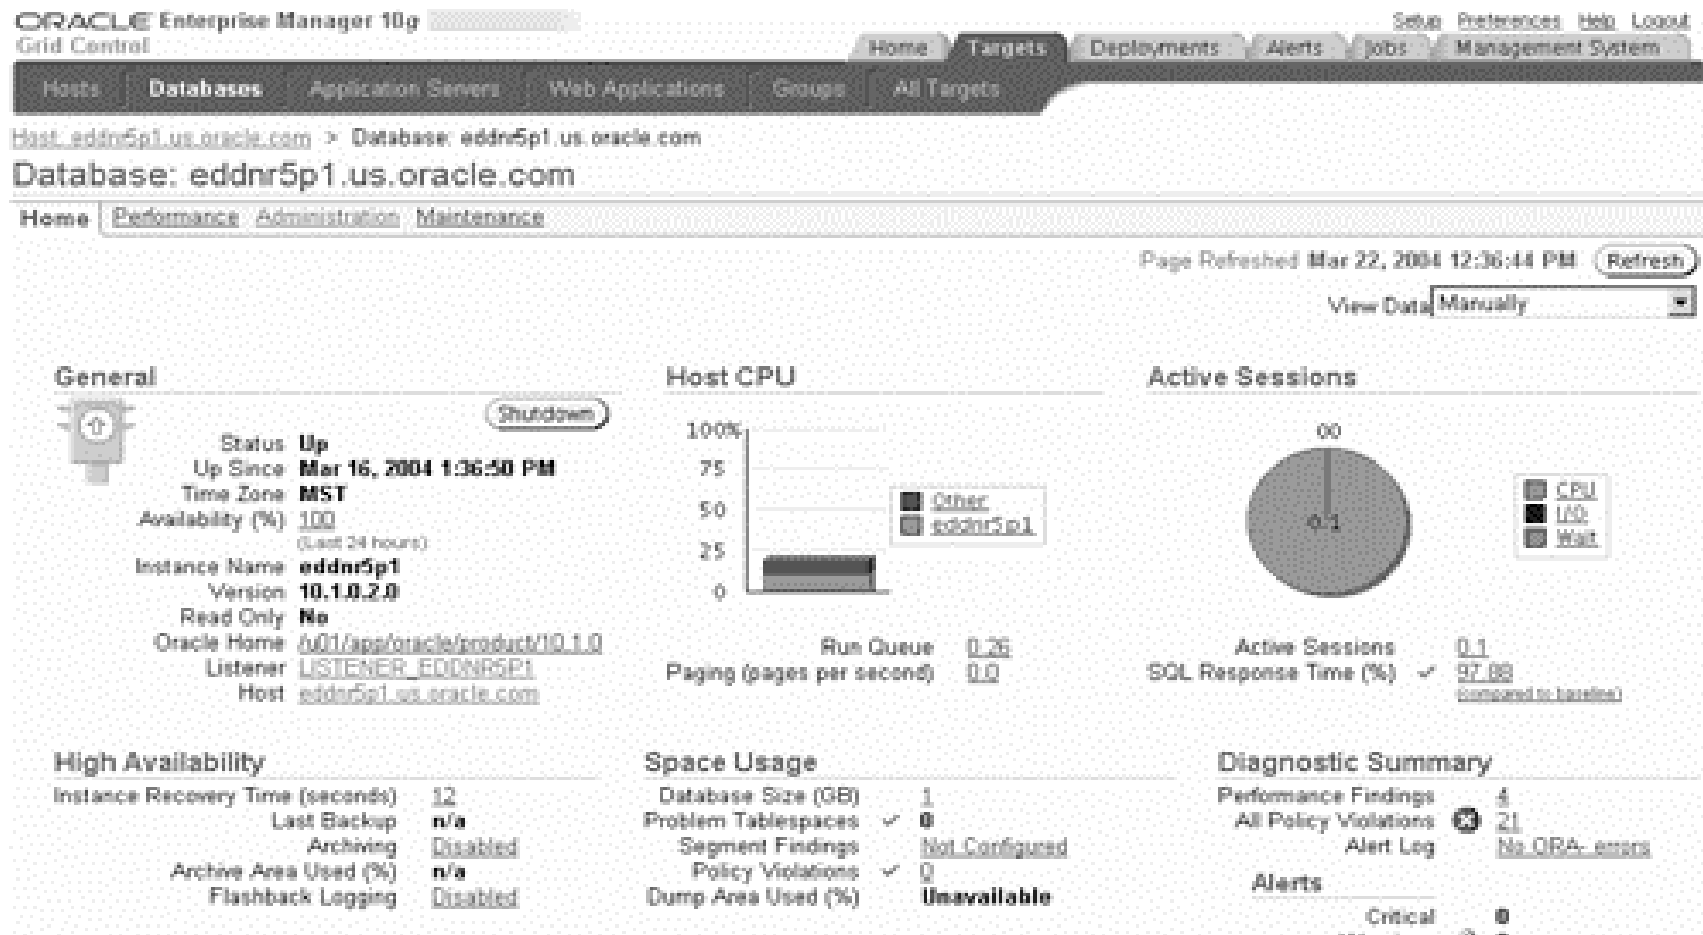 ORACLE Enterprise Manager 10g
Grid Control
Setup Preferences Help Logout
Home Targets Deployments Alerts Jobs Management System
Hosts Databases Application Servers Web Applications Groups All Targets
Host: eddnr5p1.us.oracle.com > Database: eddnr5p1.us.oracle.com
Database: eddnr5p1.us.oracle.com
Home Performance Administration Maintenance
Page Refreshed Mar 22, 2004 12:36:44 PM Refresh
View Data Manually
General
Shutdown
Status Up
Up Since Mar 16, 2004 1:36:50 PM
Time Zone MST
Availability (%) 100
(Last 24 hours)
Instance Name eddnr5p1
Version 10.1.0.2.0
Read Only No
Oracle Home /u01/app/oracle/product/10.1.0
Listener LISTENER_EDDNR5P1
Host eddnr5p1.us.oracle.com
Host CPU
100%
75
50
25
0
Other
eddnr5p1
Run Queue 0.26
Paging (pages per second) 0.0
Active Sessions
00
0.1
CPU
I/O
Wait
Active Sessions 0.1
SQL Response Time (%) 97.88
(compared to baseline)
High Availability
Instance Recovery Time (seconds) 12
Last Backup n/a
Archiving Disabled
Archive Area Used (%) n/a
Flashback Logging Disabled
Space Usage
Database Size (GB) 1
Problem Tablespaces 0
Segment Findings Not Configured
Policy Violations 0
Dump Area Used (%) Unavailable
Diagnostic Summary
Performance Findings 4
All Policy Violations 21
Alert Log No ORA- errors
Alerts
Critical 0